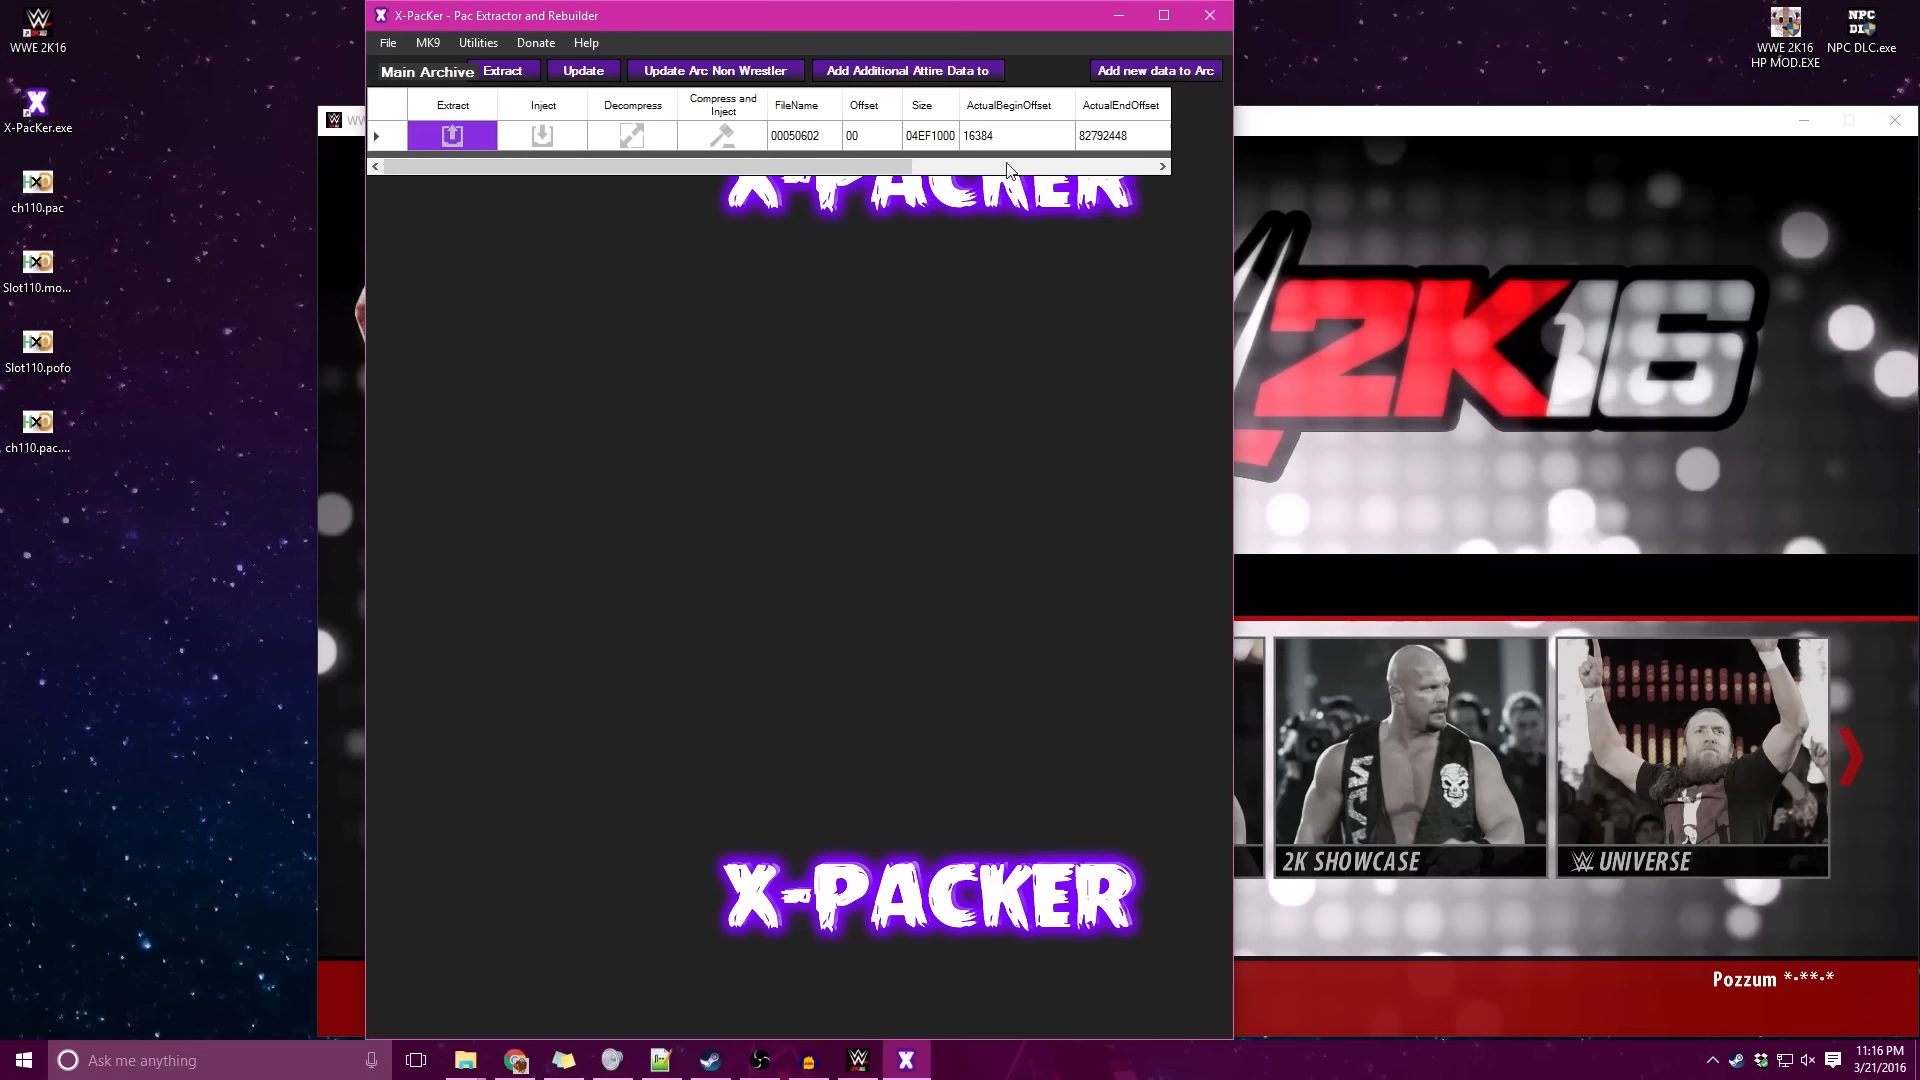 WWE 2K16
X-PacKer.exe
ch110.pac
Slot110.mo...
Slot110.pofo
ch110.pac....
X-PacKer - Pac Extractor and Rebuilder
File MK9 Utilities Donate Help
Main Archive Extract Update Update Arc Non Wrestler Add Additional Attire Data to Add new data to Arc
Extract Inject Decompress Compress and Inject FileName Offset Size ActualBeginOffset ActualEndOffset
00050602 00 04EF1000 16384 82792448
X-PACKER
X-PACKER
WWE 2K16 HP MOD.EXE
NPC DLC.exe
2K16
2K SHOWCASE
UNIVERSE
Pozzum *.**.*
Ask me anything
11:16 PM
3/21/2016